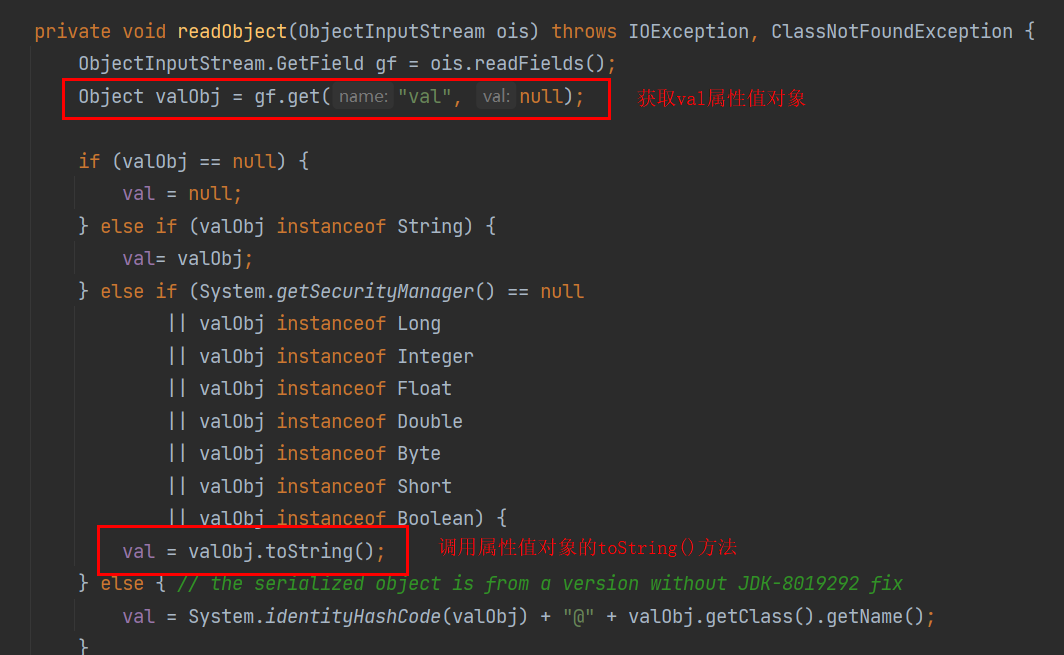 private void readObject(ObjectInputStream ois) throws IOException, ClassNotFoundException {
ObjectInputStream.GetField gf = ois.readFields();
Object valObj = gf.get( name: "val", val: null); 获取val属性值对象
if (valObj == null) {
val = null;
} else if (valObj instanceof String) {
val= valObj;
} else if (System.getSecurityManager() == null
|| valObj instanceof Long
|| valObj instanceof Integer
|| valObj instanceof Float
|| valObj instanceof Double
|| valObj instanceof Byte
|| valObj instanceof Short
|| valObj instanceof Boolean) {
val = valObj.toString(); 调用属性值对象的toString()方法
} else { // the serialized object is from a version without JDK-8019292 fix
val = System.identityHashCode(valObj) + "@" + valObj.getClass().getName();
}